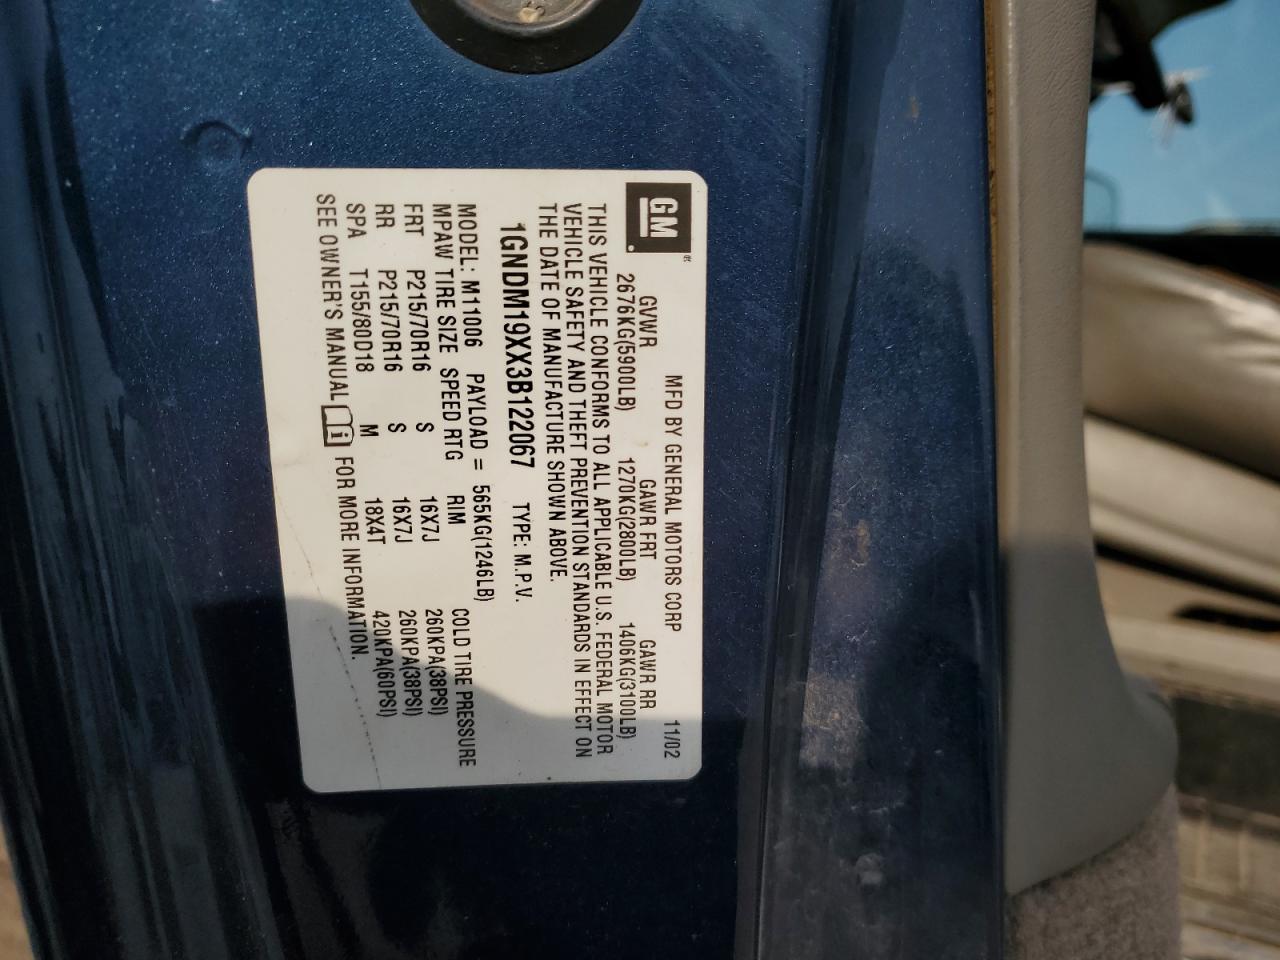 GM
MFD BY GENERAL MOTORS CORP 11/02
GVWR GAWR FRT GAWR RR
2676KG(5900LB) 1270KG(2800LB) 1406KG(3100LB)
THIS VEHICLE CONFORMS TO ALL APPLICABLE U.S. FEDERAL MOTOR
VEHICLE SAFETY AND THEFT PREVENTION STANDARDS IN EFFECT ON
THE DATE OF MANUFACTURE SHOWN ABOVE.
1GNDM19XX3B122067 TYPE: M.P.V.
MODEL: M11006 PAYLOAD = 565KG(1246LB)
MPAW TIRE SIZE SPEED RTG RIM COLD TIRE PRESSURE
FRT P215/70R16 S 16X7J 260KPA(38PSI)
RR P215/70R16 S 16X7J 260KPA(38PSI)
SPA T155/80D18 M 18X4T 420KPA(60PSI)
SEE OWNER'S MANUAL i FOR MORE INFORMATION.